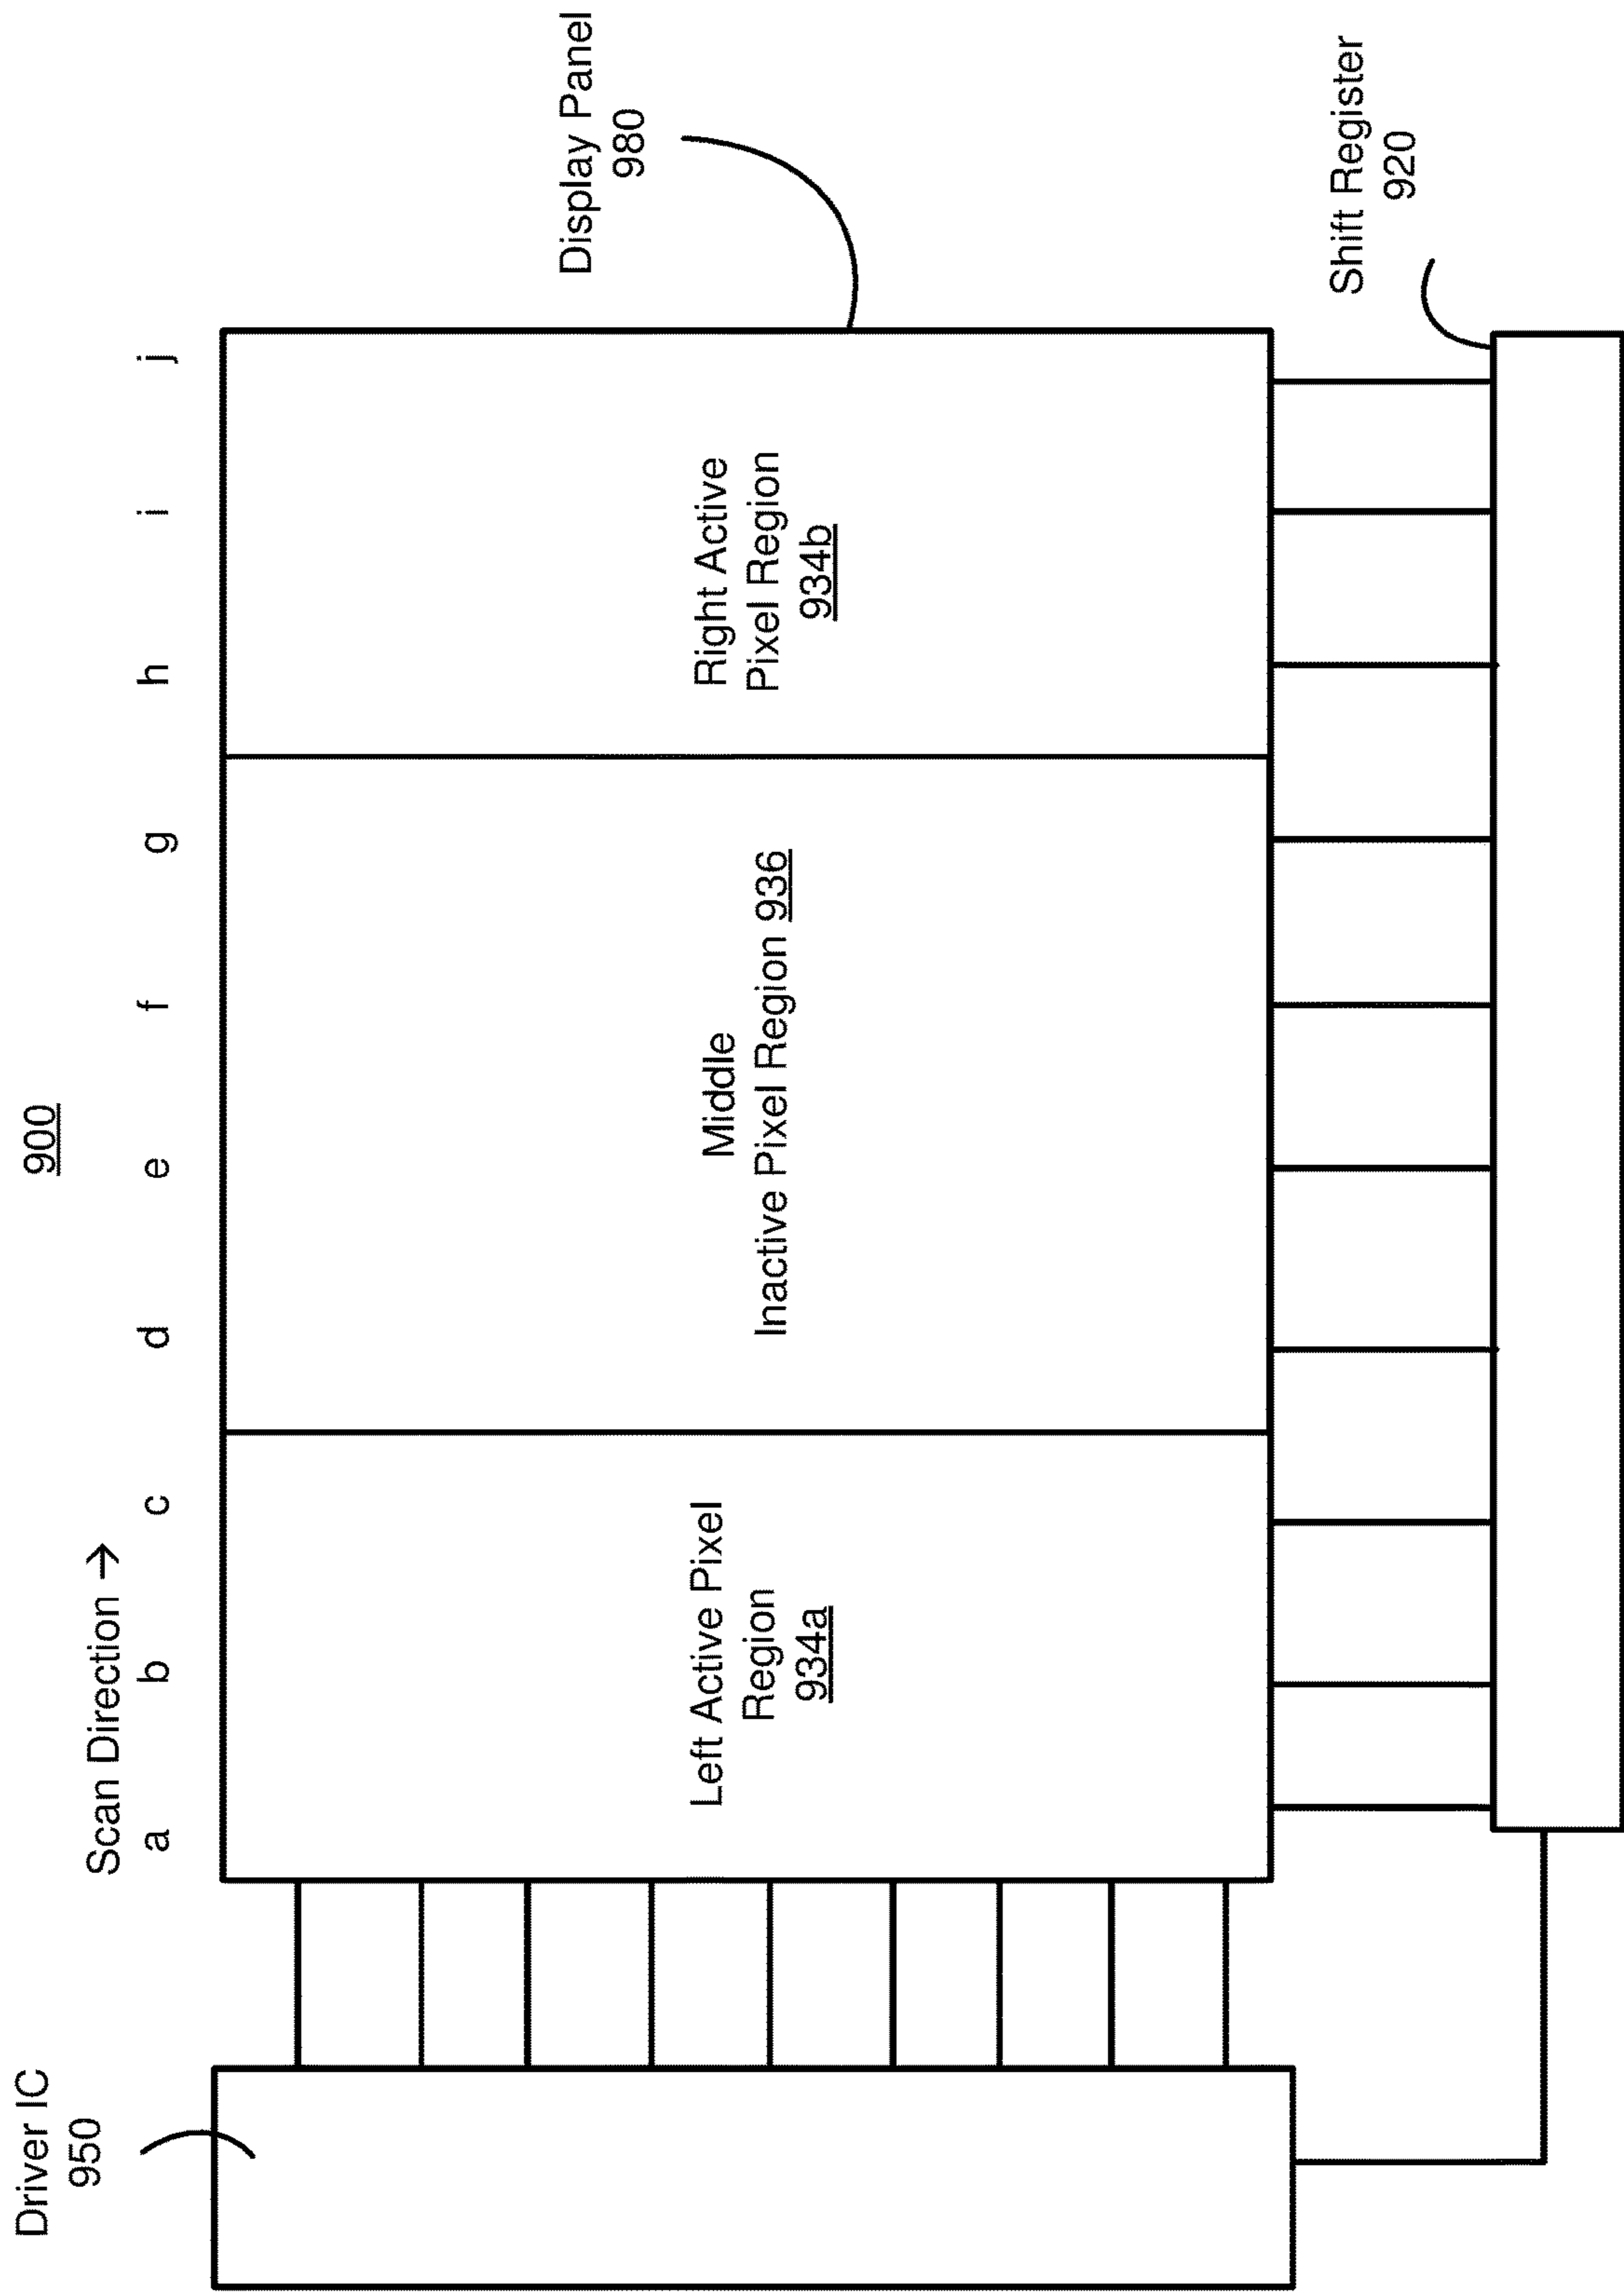 900
Scan Direction →
a b c d e f g h i j
Driver IC
950
Left Active Pixel
Region
934a
Middle
Inactive Pixel Region 936
Right Active
Pixel Region
934b
Display Panel
980
Shift Register
920